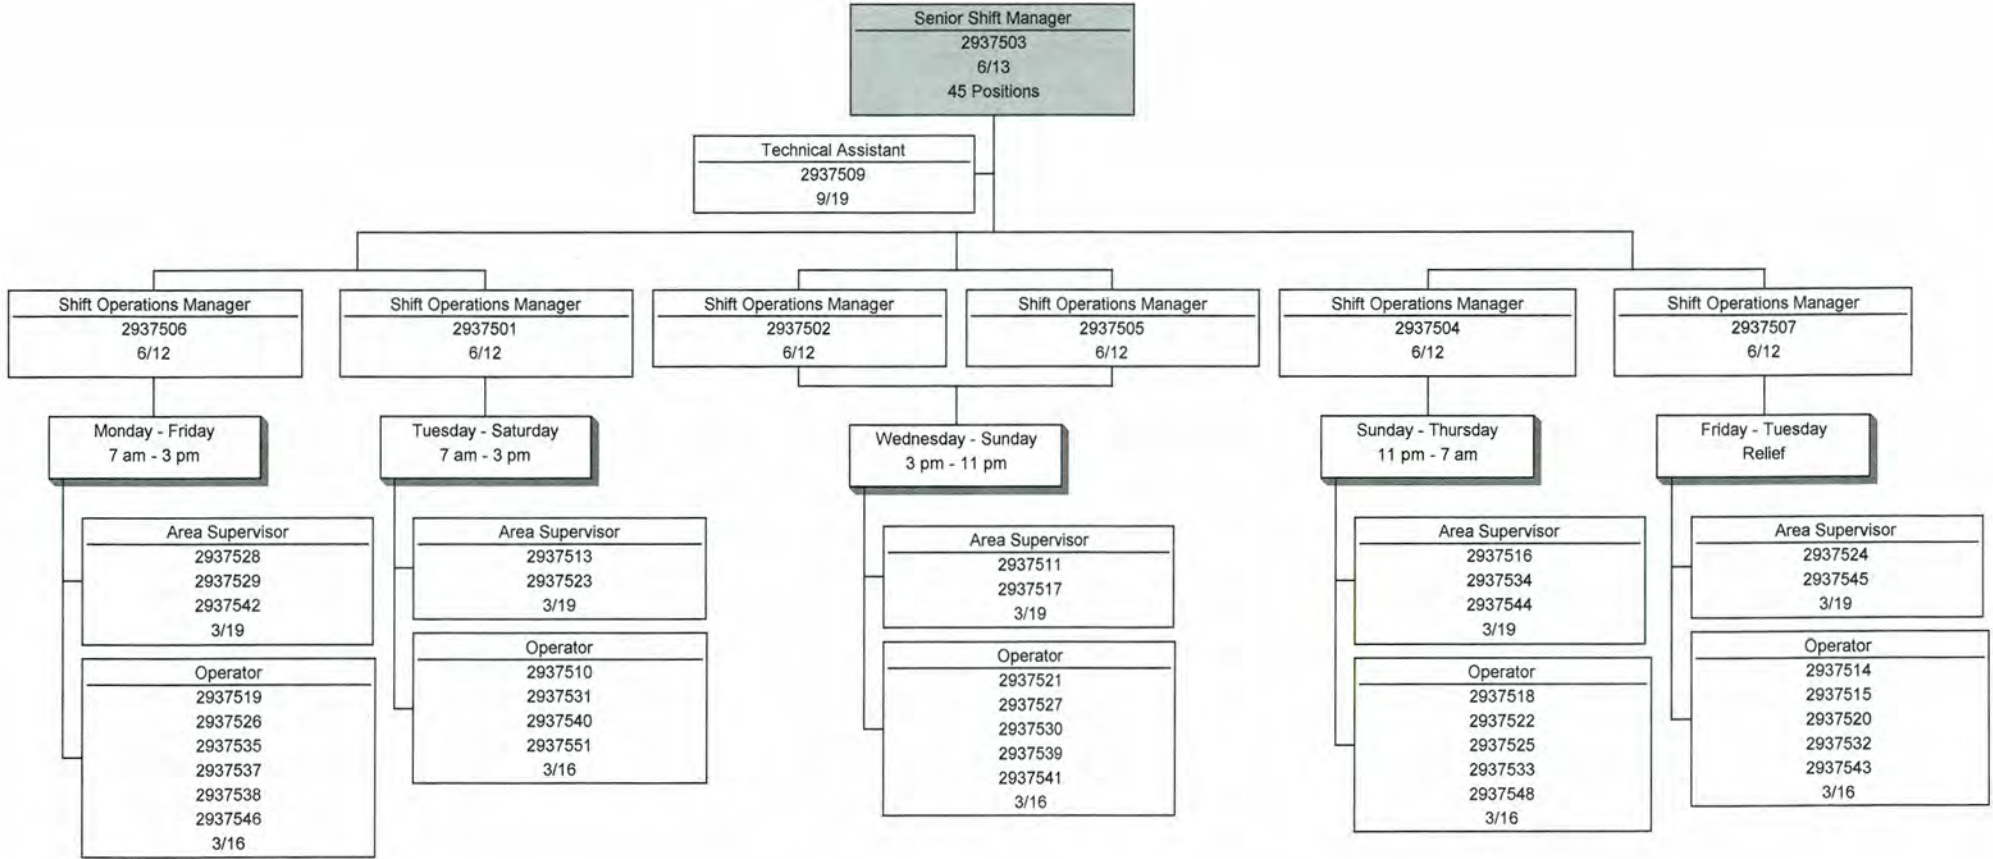 Senior Shift Manager
2937503
6/13
45 Positions
Technical Assistant
2937509
9/19
Shift Operations Manager
2937506
6/12
Shift Operations Manager
2937501
6/12
Shift Operations Manager
2937502
6/12
Shift Operations Manager
2937505
6/12
Shift Operations Manager
2937504
6/12
Shift Operations Manager
2937507
6/12
Monday - Friday
7 am - 3 pm
Area Supervisor
2937528
2937529
2937542
3/19
Operator
2937519
2937526
2937535
2937537
2937538
2937546
3/16
Tuesday - Saturday
7 am - 3 pm
Area Supervisor
2937513
2937523
3/19
Operator
2937510
2937531
2937540
2937551
3/16
Wednesday - Sunday
3 pm - 11 pm
Area Supervisor
2937511
2937517
3/19
Operator
2937521
2937527
2937530
2937539
2937541
3/16
Sunday - Thursday
11 pm - 7 am
Area Supervisor
2937516
2937534
2937544
3/19
Operator
2937518
2937522
2937525
2937533
2937548
3/16
Friday - Tuesday
Relief
Area Supervisor
2937524
2937545
3/19
Operator
2937514
2937515
2937520
2937532
2937543
3/16